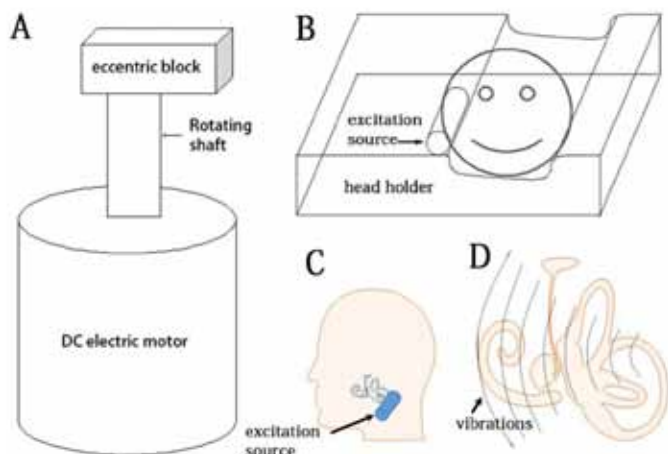 A
eccentric block
Rotating
shaft
DC electric motor
B
excitation
source
head holder
C
excitation
source
D
vibrations